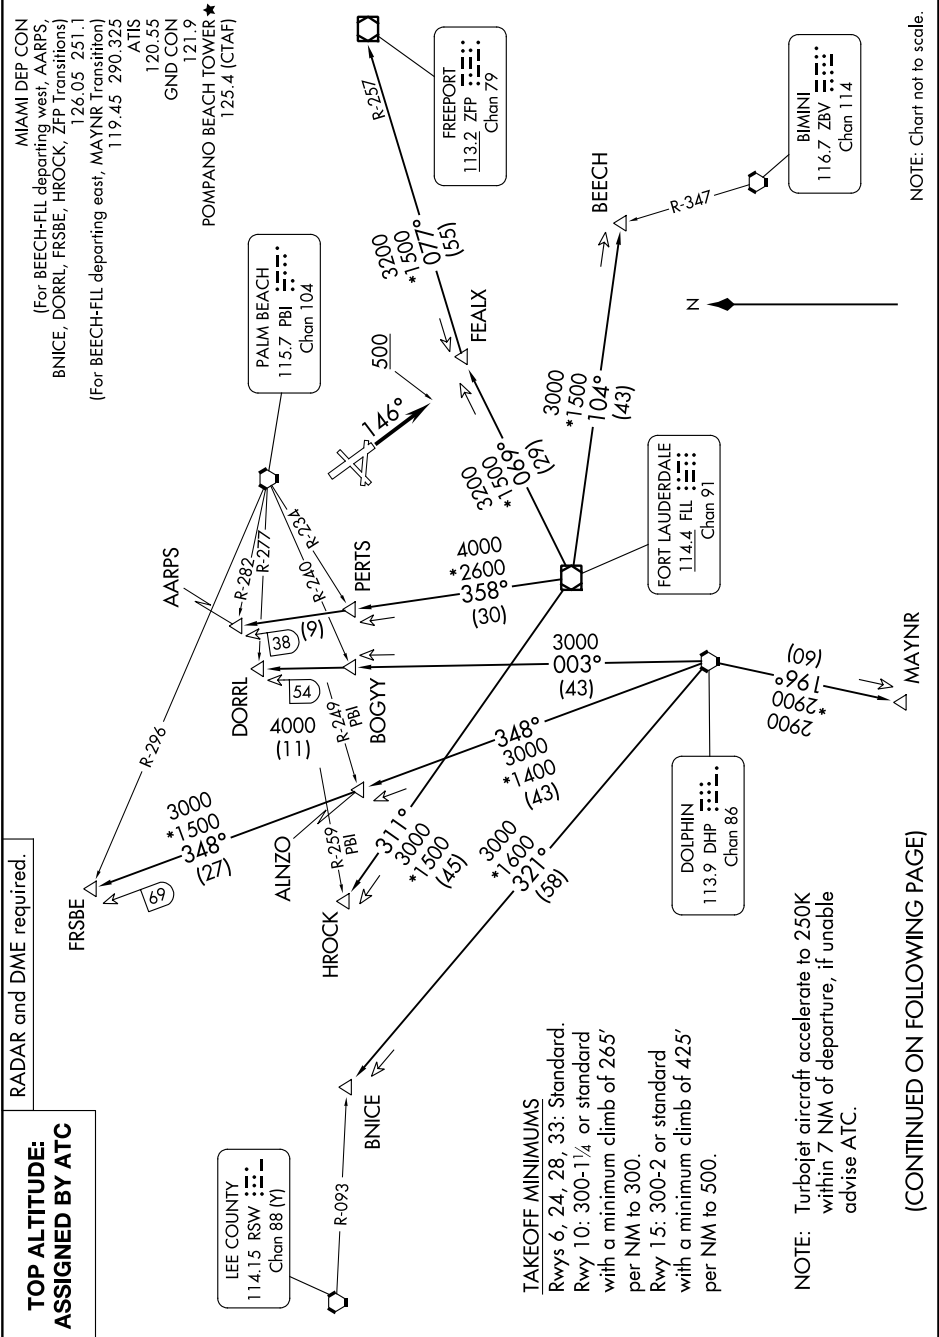 TOP ALTITUDE:
ASSIGNED BY ATC
RADAR and DME required.
MIAMI DEP CON
(For BEECH-FLL departing west, AARPS,
BNICE, DORRL, FRSBE, HROCK, ZFP Transitions)
126.05 251.1
(For BEECH-FLL departing east, MAYNR Transititon)
119.45 290.325
ATIS
120.55
GND CON
121.9
POMPANO BEACH TOWER★
125.4 (CTAF)
FRSBE
R-296
69
3000
*1500
348°
(27)
AARPS
DORRL
R-282
R-277
R-240
R-234
38
(9)
54
4000
(11)
PALM BEACH
115.7 PBI
Chan 104
PERTS
BOGYY
R-249
PBI
ALNZO
R-259
PBI
HROCK
LEE COUNTY
114.15 RSW
Chan 88 (Y)
R-093
BNICE
146°
500
FREEPORT
113.2 ZFP
Chan 79
R-257
3200
*1500
077°
(55)
FEALX
3200
*1500
069°
(29)
4000
*2600
358°
(30)
3000
*1500
104°
(43)
BEECH
R-347
BIMINI
116.7 ZBV
Chan 114
N
FORT LAUDERDALE
114.4 FLL
Chan 91
3000
003°
(43)
348°
3000
*1400
(43)
311°
3000
*1500
(45)
3000
*1600
321°
(58)
DOLPHIN
113.9 DHP
Chan 86
(60)
196°
*2900
2900
MAYNR
TAKEOFF MINIMUMS
Rwys 6, 24, 28, 33: Standard.
Rwy 10: 300-1¼ or standard
with a minimum climb of 265'
per NM to 300.
Rwy 15: 300-2 or standard
with a minimum climb of 425'
per NM to 500.
NOTE: Turbojet aircraft accelerate to 250K
within 7 NM of departure, if unable
advise ATC.
(CONTINUED ON FOLLOWING PAGE)
NOTE: Chart not to scale.